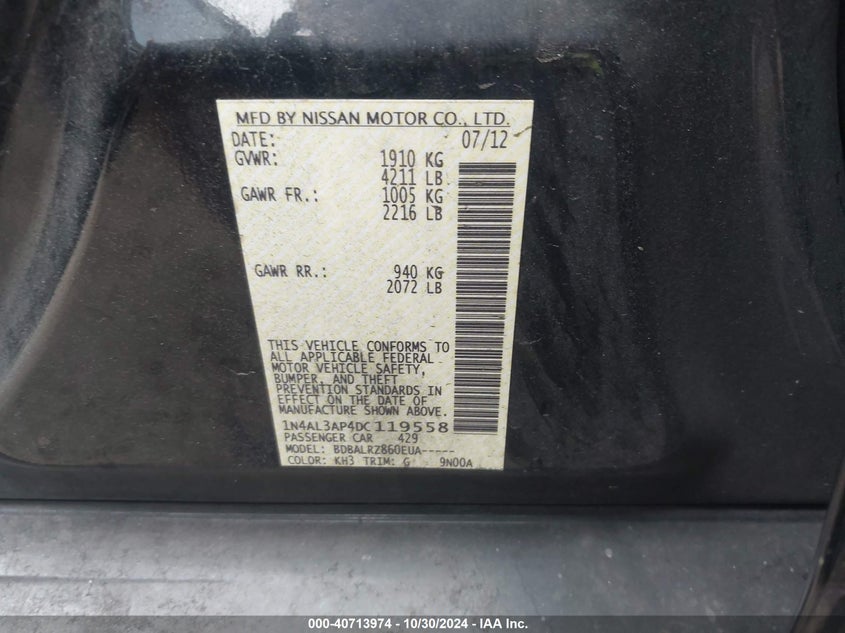 MFD BY NISSAN MOTOR CO., LTD.
DATE: 07/12
GVWR: 1910 KG
4211 LB
GAWR FR.: 1005 KG
2216 LB
GAWR RR.: 940 KG
2072 LB
THIS VEHICLE CONFORMS TO
ALL APPLICABLE FEDERAL
MOTOR VEHICLE SAFETY,
BUMPER, AND THEFT
PREVENTION STANDARDS IN
EFFECT ON THE DATE OF
MANUFACTURE SHOWN ABOVE.
1N4AL3AP4DC119558
PASSENGER CAR 429
MODEL: BDBALRZ860EUA-----
COLOR: KH3 TRIM: G 9N00A
000-40713974 / 10/30/2024 - IAA Inc.